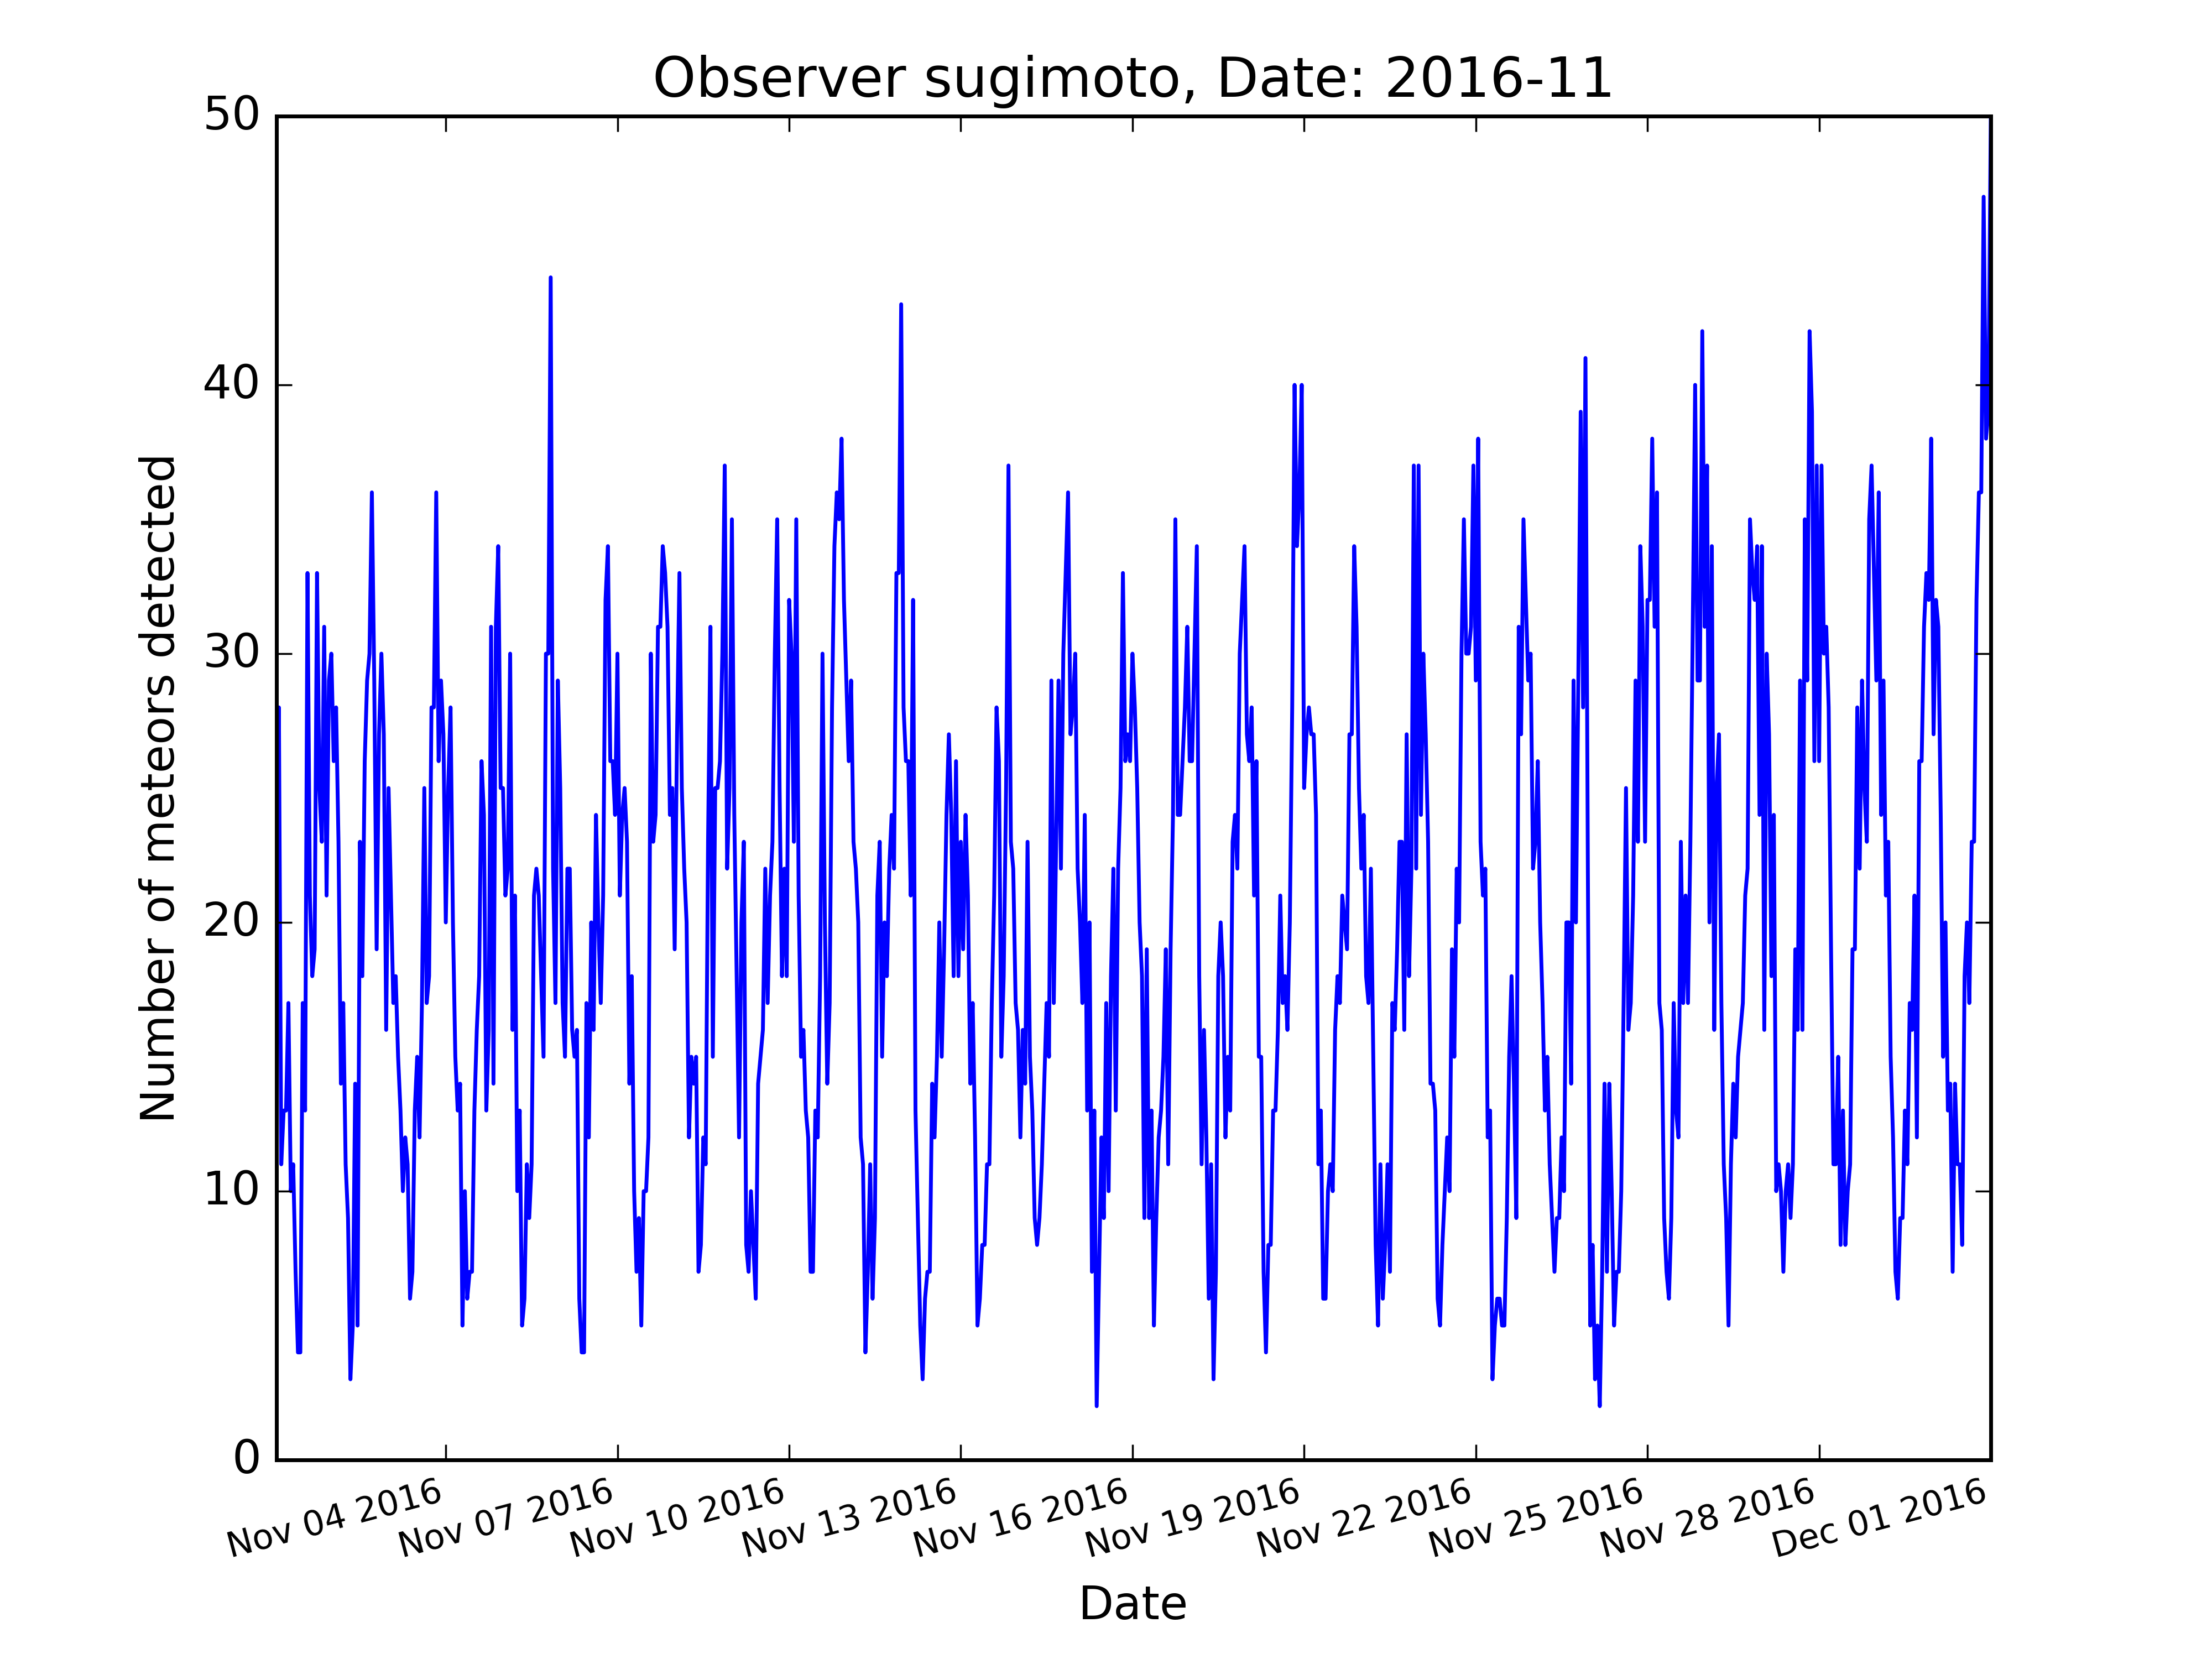 Observer sugimoto, Date: 2016-11
50
40
30
20
10
0
Number of meteors detected
Nov 04 2016
Nov 07 2016
Nov 10 2016
Nov 13 2016
Nov 16 2016
Nov 19 2016
Nov 22 2016
Nov 25 2016
Nov 28 2016
Dec 01 2016
Date